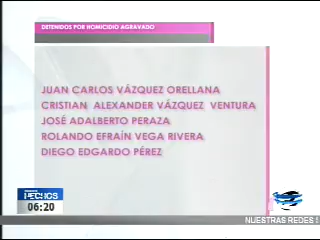 DETENIDOS POR HOMICIDIO AGRAVADO
JUAN CARLOS VÁZQUEZ ORELLANA
CRISTIAN ALEXANDER VÁZQUEZ VENTURA
JOSÉ ADALBERTO PERAZA
ROLANDO EFRAÍN VEGA RIVERA
DIEGO EDGARDO PÉREZ
HECHOS
06:20
NUESTRAS REDES